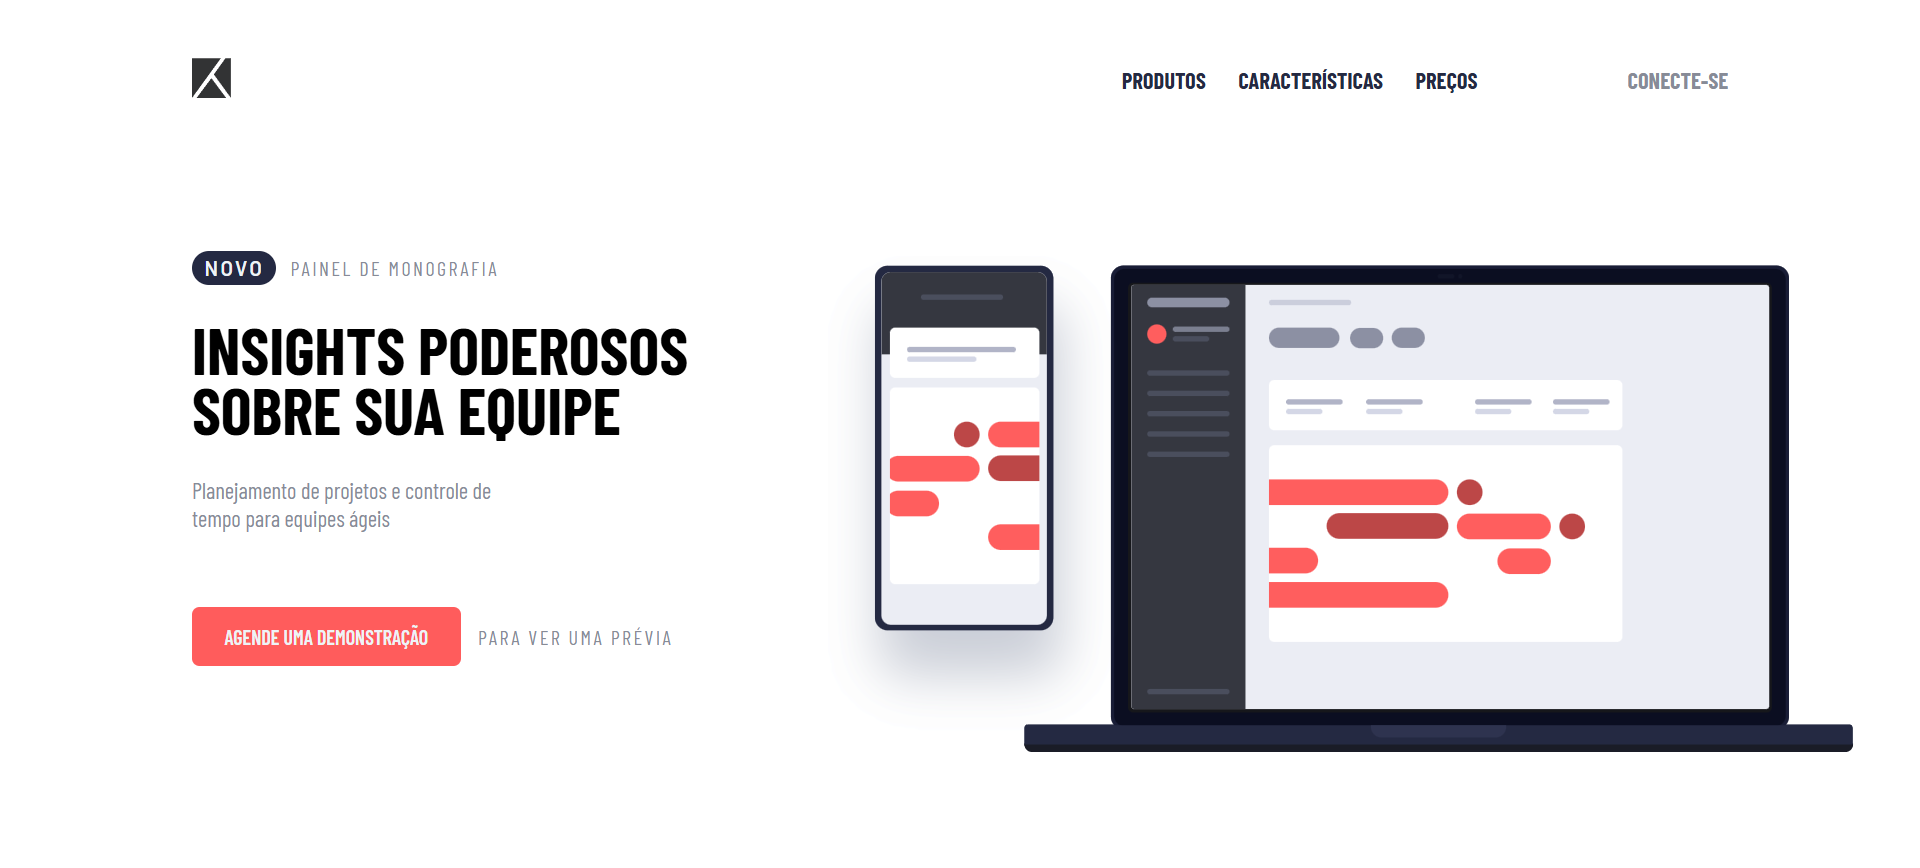 PRODUTOS CARACTERÍSTICAS PREÇOS CONECTE-SE
NOVO PAINEL DE MONOGRAFIA
INSIGHTS PODEROSOS
SOBRE SUA EQUIPE
Planejamento de projetos e controle de
tempo para equipes ágeis
AGENDE UMA DEMONSTRAÇÃO PARA VER UMA PRÉVIA